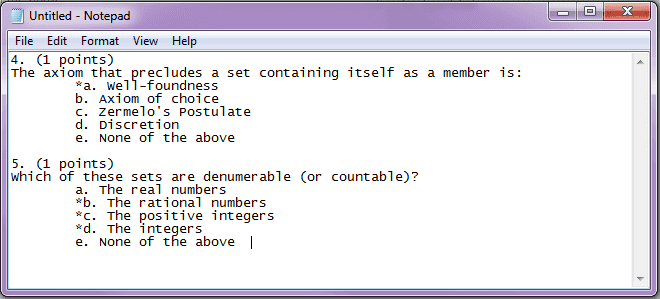 Untitled - Notepad
File Edit Format View Help
4. (1 points)
The axiom that precludes a set containing itself as a member is:
*a. Well-foundness
b. Axiom of choice
c. Zermelo's Postulate
d. Discretion
e. None of the above
5. (1 points)
Which of these sets are denumerable (or countable)?
a. The real numbers
*b. The rational numbers
*c. The positive integers
*d. The integers
e. None of the above